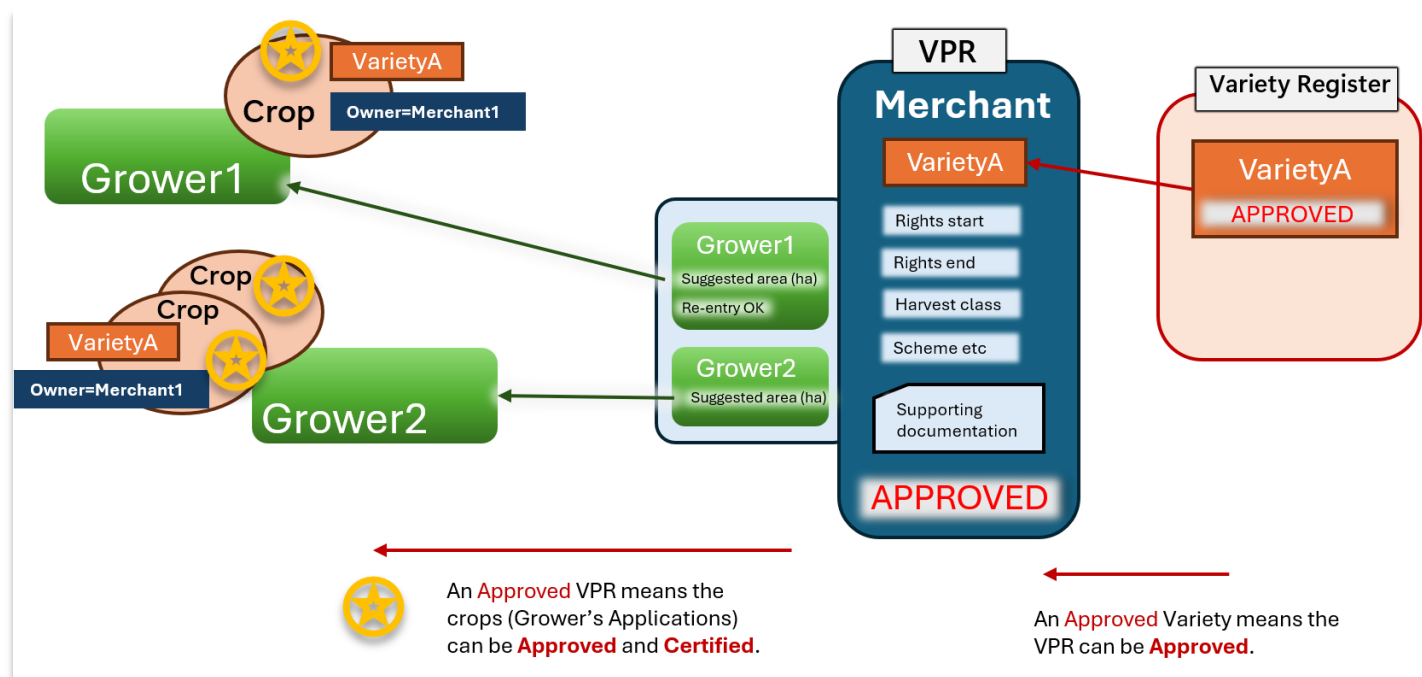 VarietyA
Crop
Owner=Merchant1
Grower1
Crop
Crop
VarietyA
Owner=Merchant1
Grower2
Grower1
Suggested area (ha)
Re-entry OK
Grower2
Suggested area (ha)
VPR
Merchant
VarietyA
Rights start
Rights end
Harvest class
Scheme etc
Supporting
documentation
APPROVED
Variety Register
VarietyA
APPROVED
An Approved VPR means the
crops (Grower’s Applications)
can be Approved and Certified.
An Approved Variety means the
VPR can be Approved.